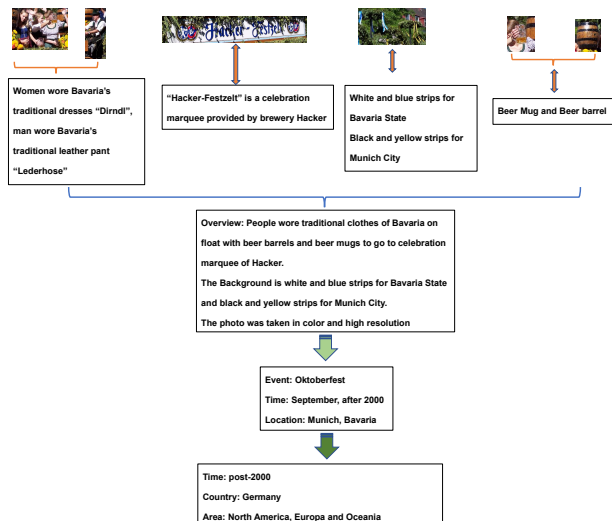 Hacker-Festzelt
Women wore Bavaria's
traditional dresses “Dirndl”,
man wore Bavaria's
traditional leather pant
“Lederhose”
“Hacker-Festzelt” is a celebration
marquee provided by brewery Hacker
White and blue strips for
Bavaria State
Black and yellow strips for
Munich City
Beer Mug and Beer barrel
Overview: People wore traditional clothes of Bavaria on
float with beer barrels and beer mugs to go to celebration
marquee of Hacker.
The Background is white and blue strips for Bavaria State
and black and yellow strips for Munich City.
The photo was taken in color and high resolution
Event: Oktoberfest
Time: September, after 2000
Location: Munich, Bavaria
Time: post-2000
Country: Germany
Area: North America, Europa and Oceania